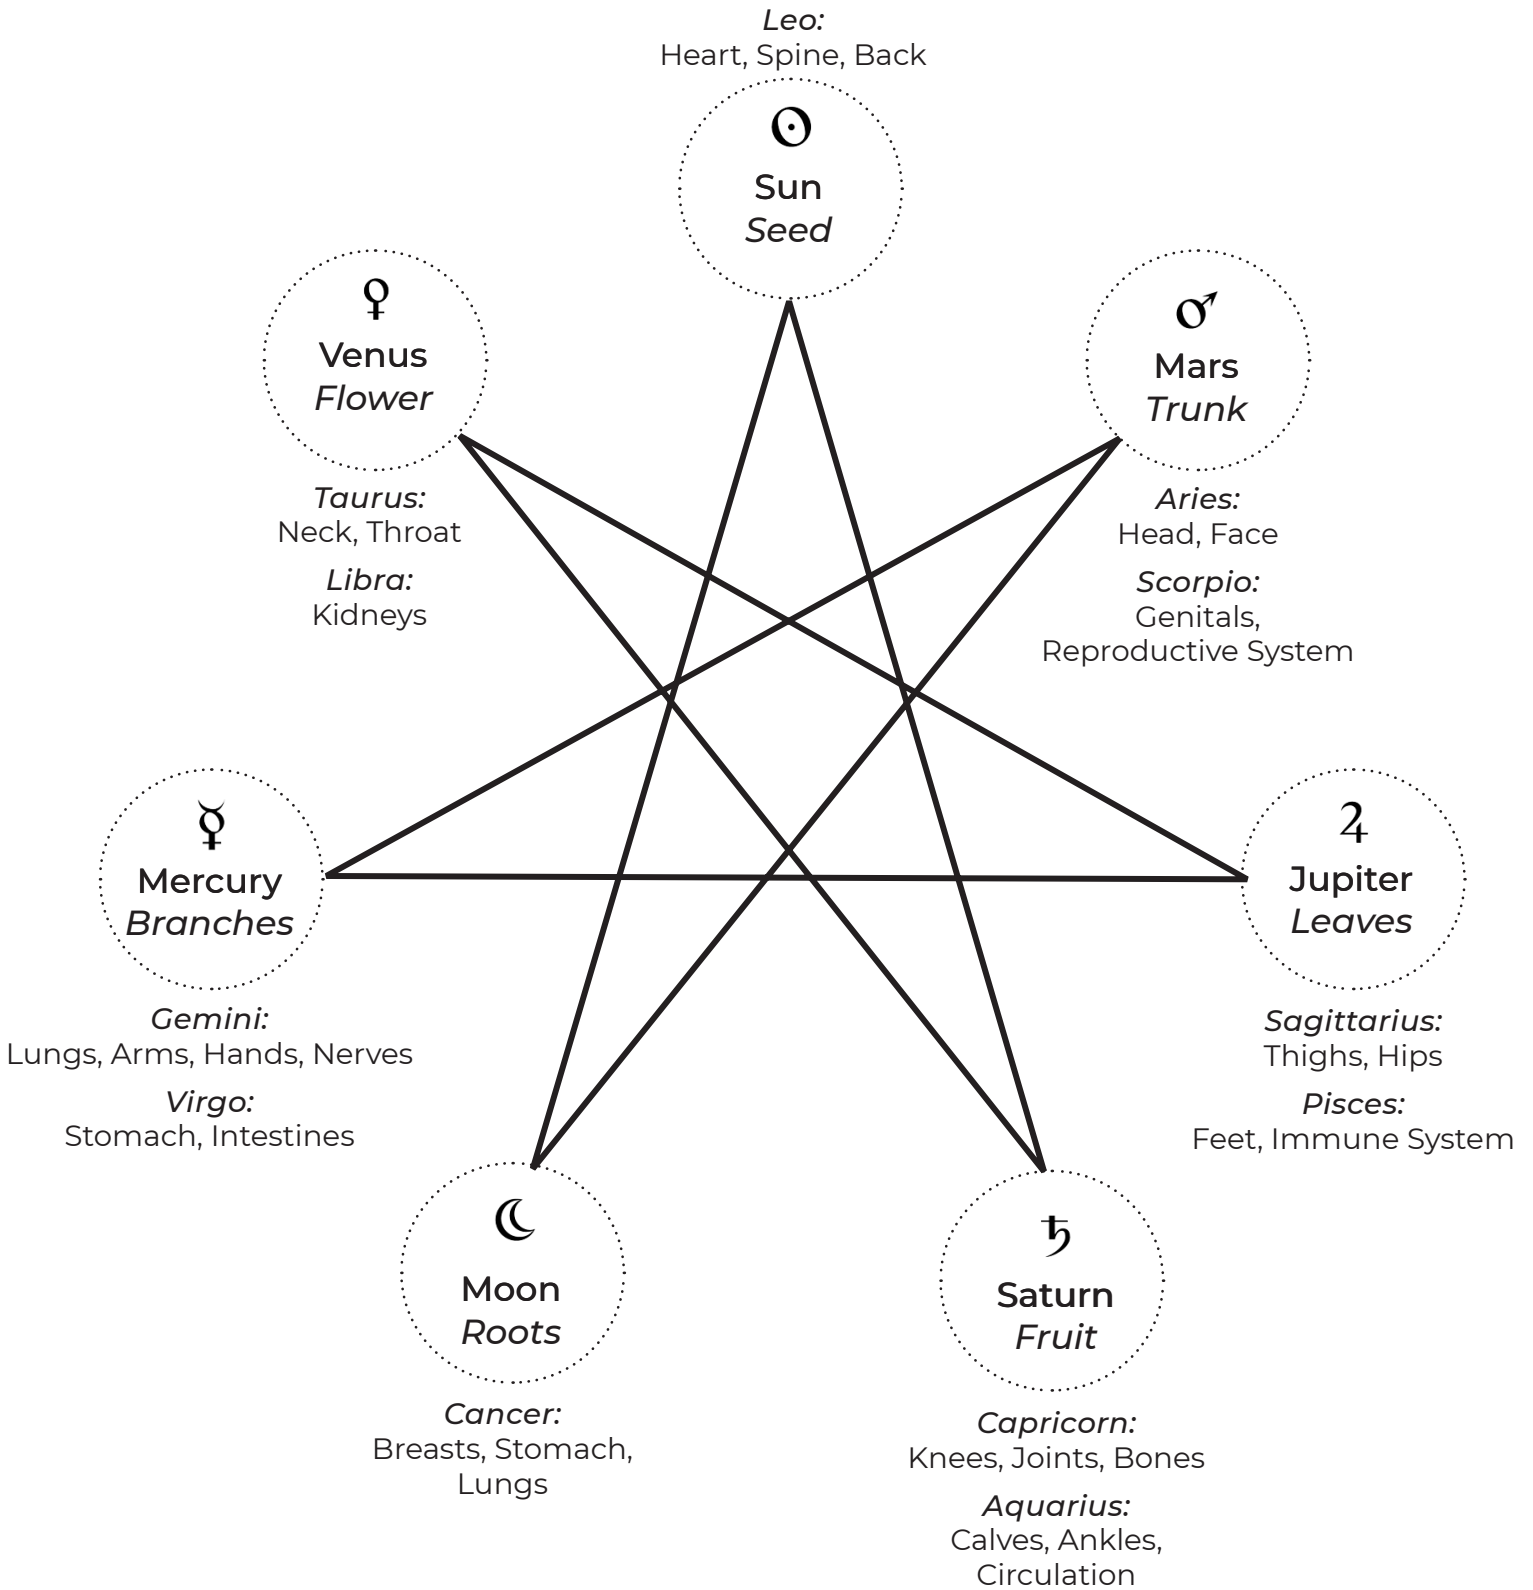 Leo:
Heart, Spine, Back
Sun
Seed
Venus
Flower
Taurus:
Neck, Throat
Libra:
Kidneys
Mars
Trunk
Aries:
Head, Face
Scorpio:
Genitals,
Reproductive System
Mercury
Branches
Gemini:
Lungs, Arms, Hands, Nerves
Virgo:
Stomach, Intestines
Jupiter
Leaves
Sagittarius:
Thighs, Hips
Pisces:
Feet, Immune System
Moon
Roots
Cancer:
Breasts, Stomach,
Lungs
Saturn
Fruit
Capricorn:
Knees, Joints, Bones
Aquarius:
Calves, Ankles,
Circulation